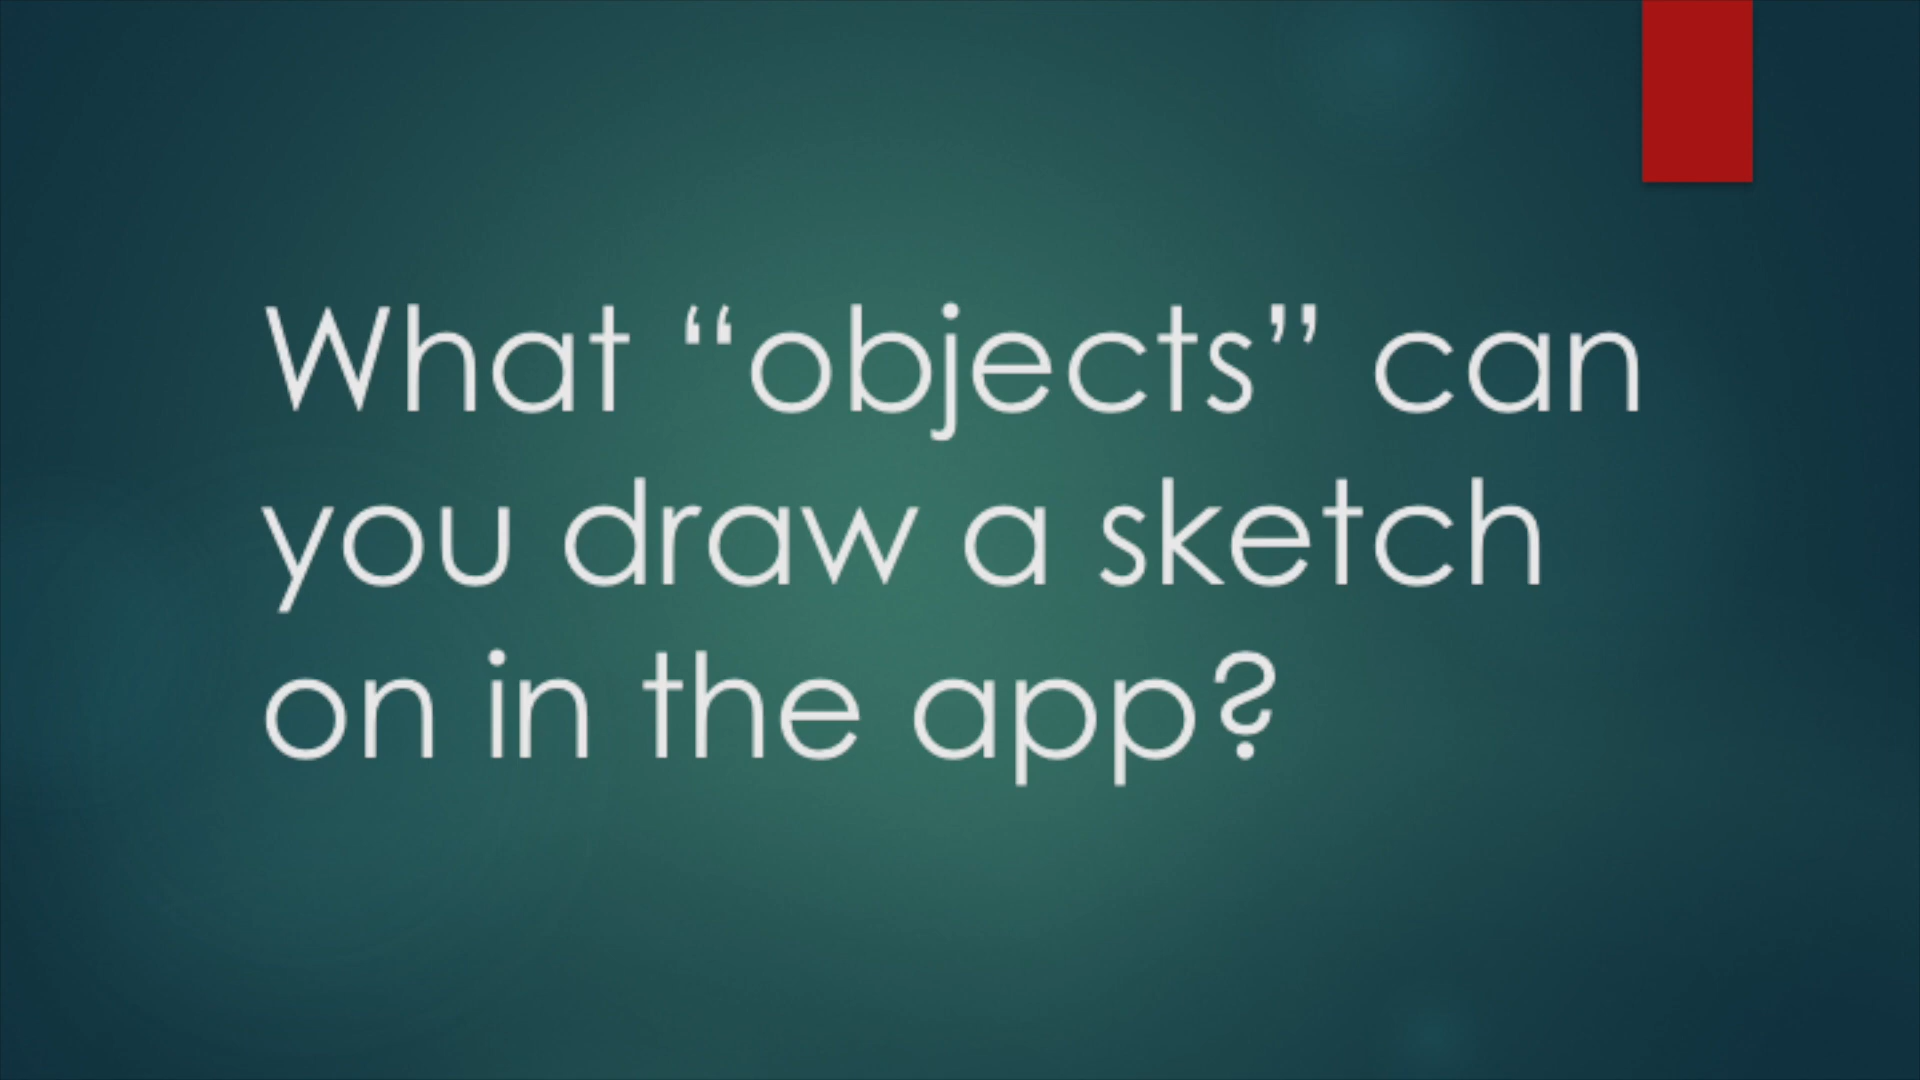 What “objects” can
you draw a sketch
on in the app?